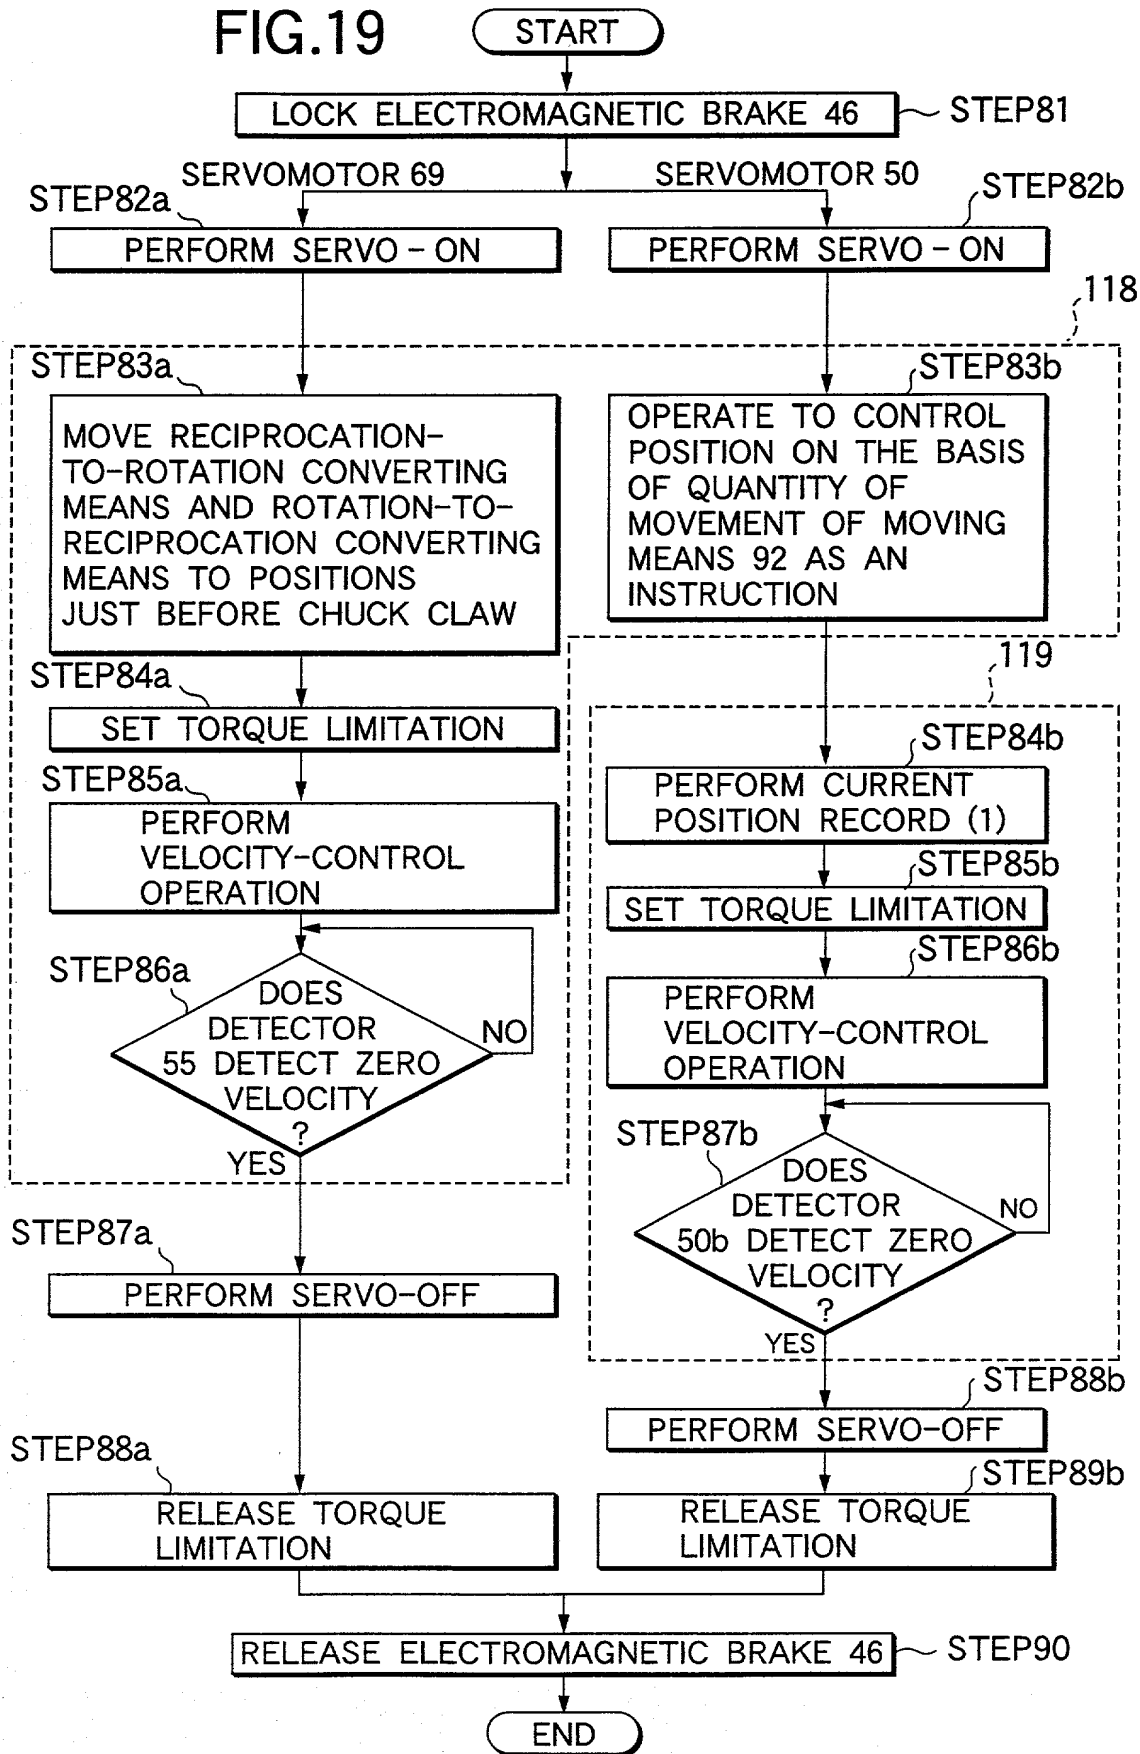 FIG.19
START
LOCK ELECTROMAGNETIC BRAKE 46
STEP81
SERVOMOTOR 69
SERVOMOTOR 50
STEP82a
STEP82b
PERFORM SERVO-ON
PERFORM SERVO-ON
118
STEP83a
MOVE RECIPROCATION-
TO-ROTATION CONVERTING
MEANS AND ROTATION-TO-
RECIPROCATION CONVERTING
MEANS TO POSITIONS
JUST BEFORE CHUCK CLAW
STEP83b
OPERATE TO CONTROL
POSITION ON THE BASIS
OF QUANTITY OF
MOVEMENT OF MOVING
MEANS 92 AS AN
INSTRUCTION
119
STEP84a
SET TORQUE LIMITATION
STEP84b
PERFORM CURRENT
POSITION RECORD (1)
STEP85a
PERFORM
VELOCITY-CONTROL
OPERATION
STEP85b
SET TORQUE LIMITATION
STEP86a
DOES
DETECTOR
55 DETECT ZERO
VELOCITY
?
NO
YES
STEP86b
PERFORM
VELOCITY-CONTROL
OPERATION
STEP87b
DOES
DETECTOR
50b DETECT ZERO
VELOCITY
?
NO
YES
STEP87a
PERFORM SERVO-OFF
STEP88b
PERFORM SERVO-OFF
STEP88a
RELEASE TORQUE
LIMITATION
STEP89b
RELEASE TORQUE
LIMITATION
RELEASE ELECTROMAGNETIC BRAKE 46
STEP90
END